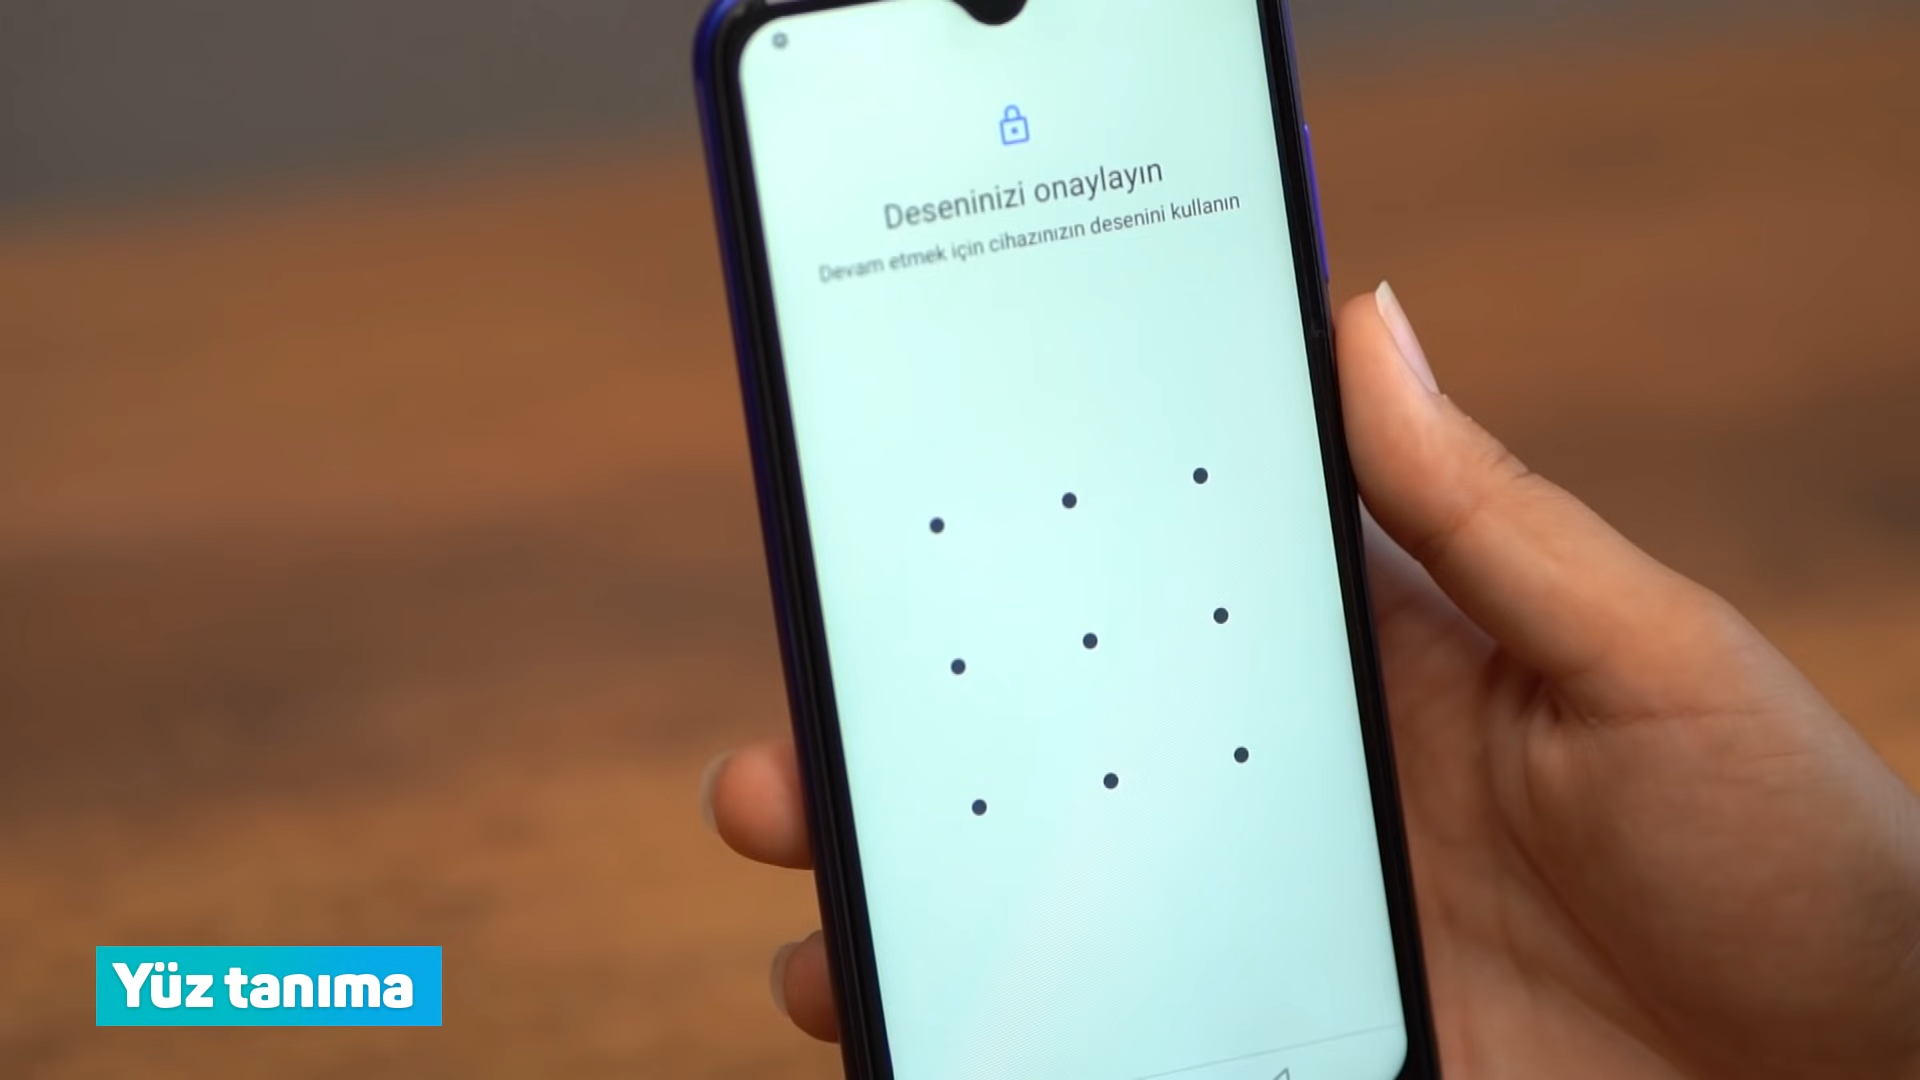 Deseninizi onaylayın
Devam etmek için cihazınızın desenini kullanın
Yüz tanıma